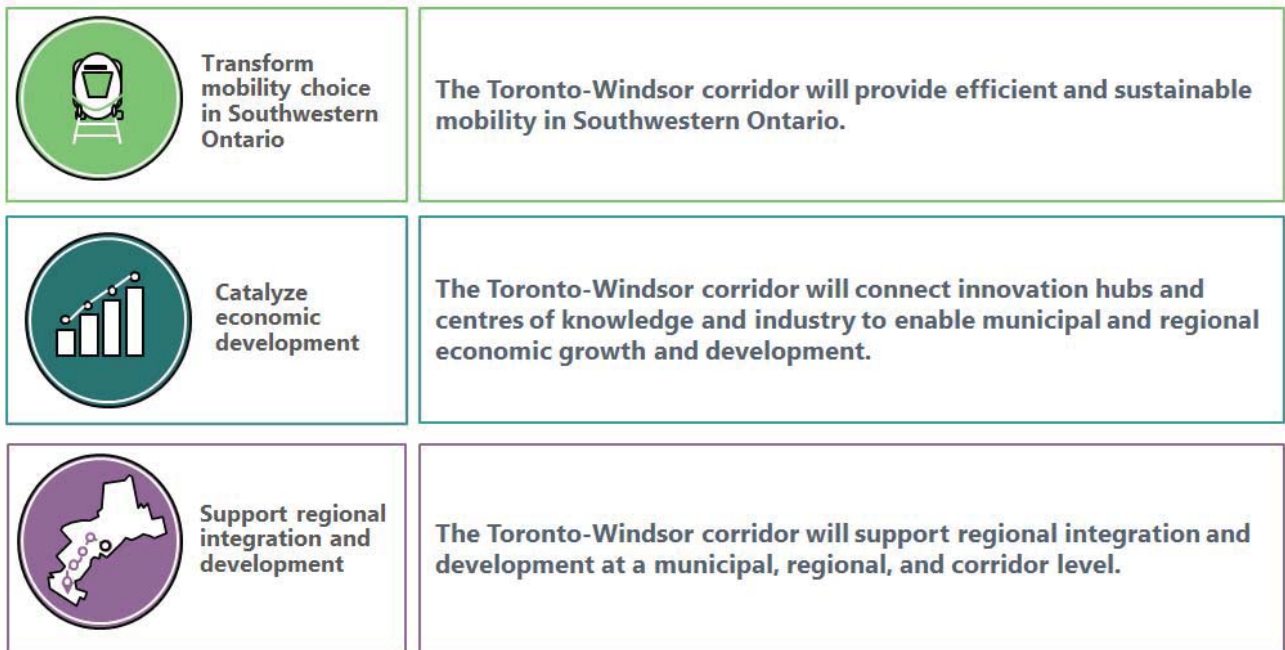 Transform
mobility choice
in Southwestern
Ontario
The Toronto-Windsor corridor will provide efficient and sustainable
mobility in Southwestern Ontario.
Catalyze
economic
development
The Toronto-Windsor corridor will connect innovation hubs and
centres of knowledge and industry to enable municipal and regional
economic growth and development.
Support regional
integration and
development
The Toronto-Windsor corridor will support regional integration and
development at a municipal, regional, and corridor level.